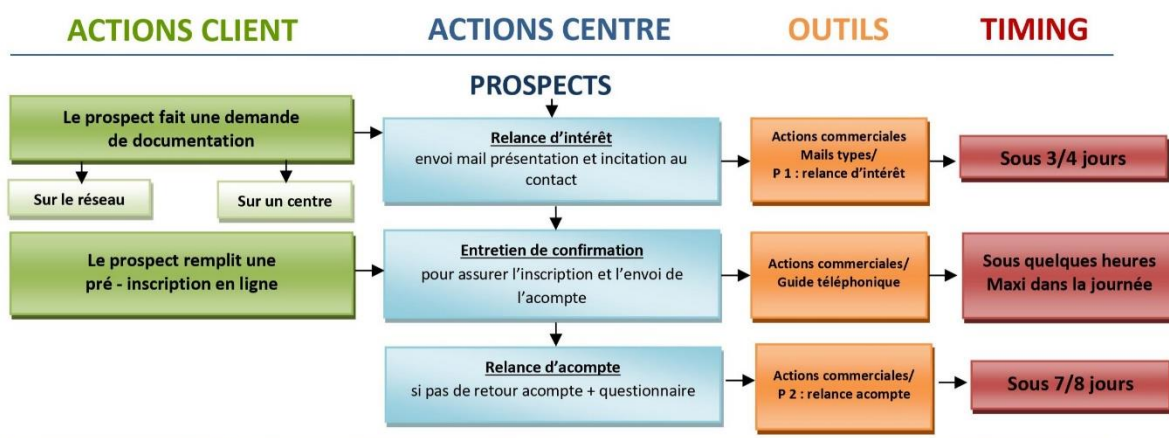 ACTIONS CLIENT
ACTIONS CENTRE
OUTILS
TIMING
PROSPECTS
Le prospect fait une demande
de documentation
Sur le réseau
Sur un centre
Relance d’intérêt
envoi mail présentation et incitation au
contact
Actions commerciales
Mails types/
P 1 : relance d’intérêt
Sous 3/4 jours
Le prospect remplit une
pré - inscription en ligne
Entretien de confirmation
pour assurer l’inscription et l’envoi de
l’acompte
Actions commerciales/
Guide téléphonique
Sous quelques heures
Maxi dans la journée
Relance d’acompte
si pas de retour acompte + questionnaire
Actions commerciales/
P 2 : relance acompte
Sous 7/8 jours